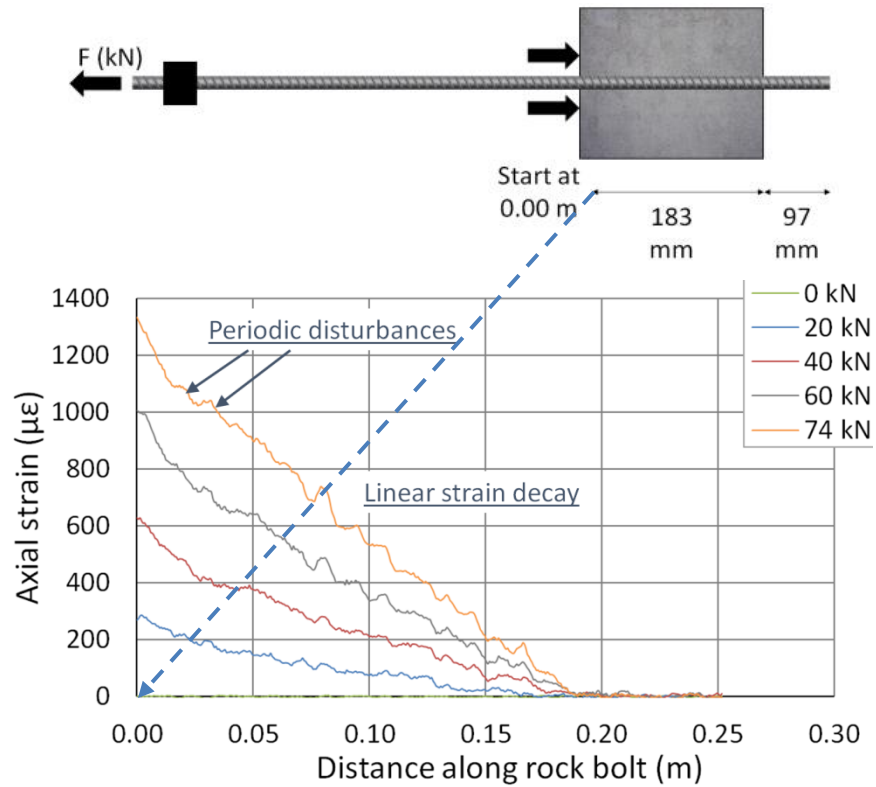 F (kN)
Start at
0.00 m
183
mm
97
mm
1400
1200
1000
800
600
400
200
0
Axial strain (με)
Periodic disturbances
Linear strain decay
0 kN
20 kN
40 kN
60 kN
74 kN
0.00 0.05 0.10 0.15 0.20 0.25 0.30
Distance along rock bolt (m)